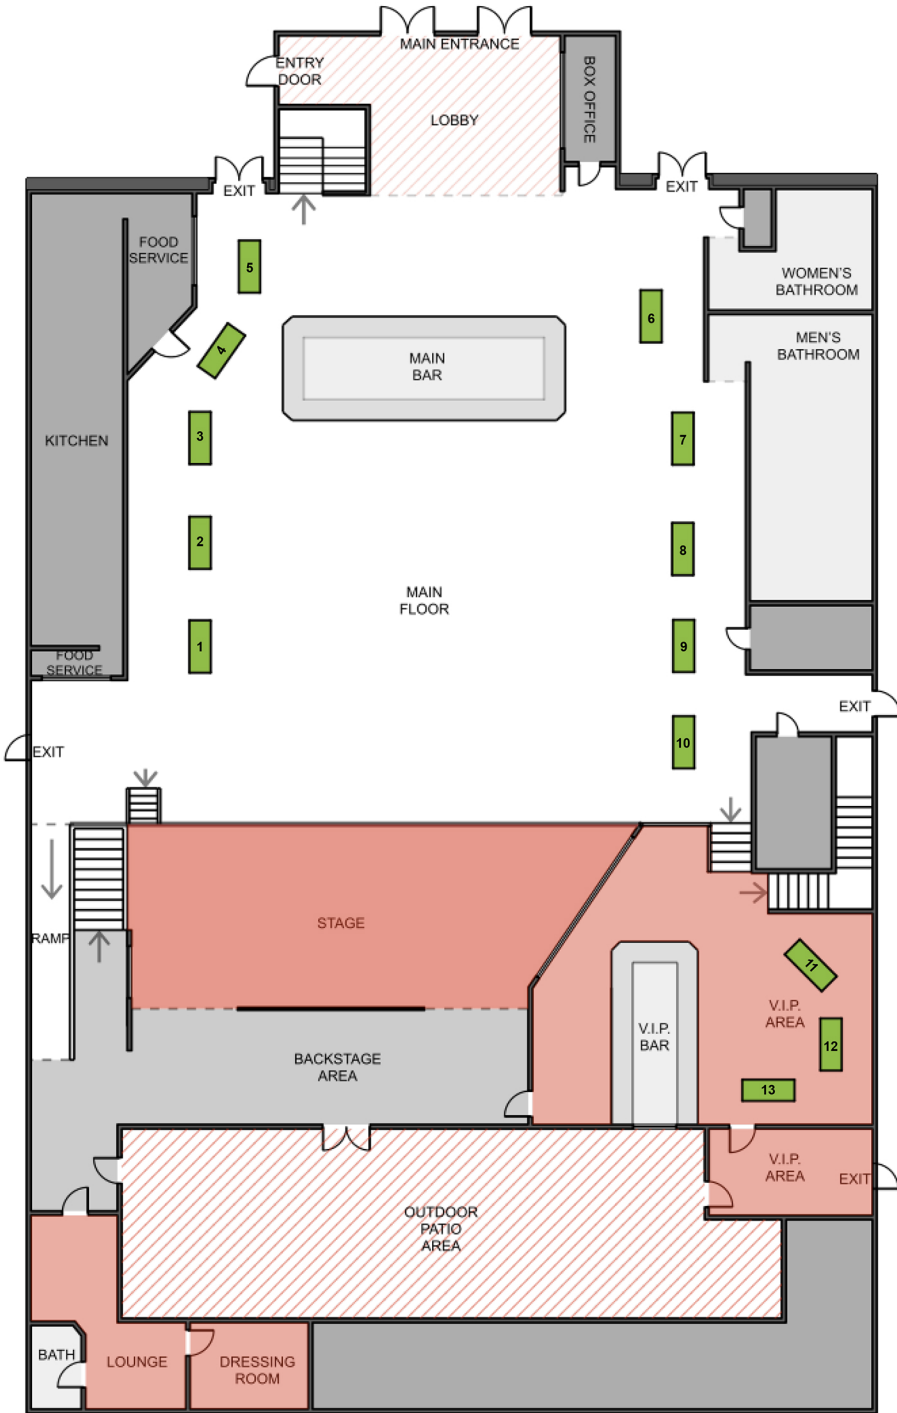 MAIN ENTRANCE
ENTRY
DOOR
BOX OFFICE
LOBBY
EXIT
EXIT
FOOD
SERVICE
5
WOMEN'S
BATHROOM
6
4
MAIN
BAR
MEN'S
BATHROOM
KITCHEN
3
7
2
8
MAIN
FLOOR
1
9
FOOD
SERVICE
EXIT
10
EXIT
STAGE
RAMP
11
V.I.P.
AREA
V.I.P.
BAR
12
BACKSTAGE
AREA
13
V.I.P.
AREA
EXIT
OUTDOOR
PATIO
AREA
BATH
LOUNGE
DRESSING
ROOM